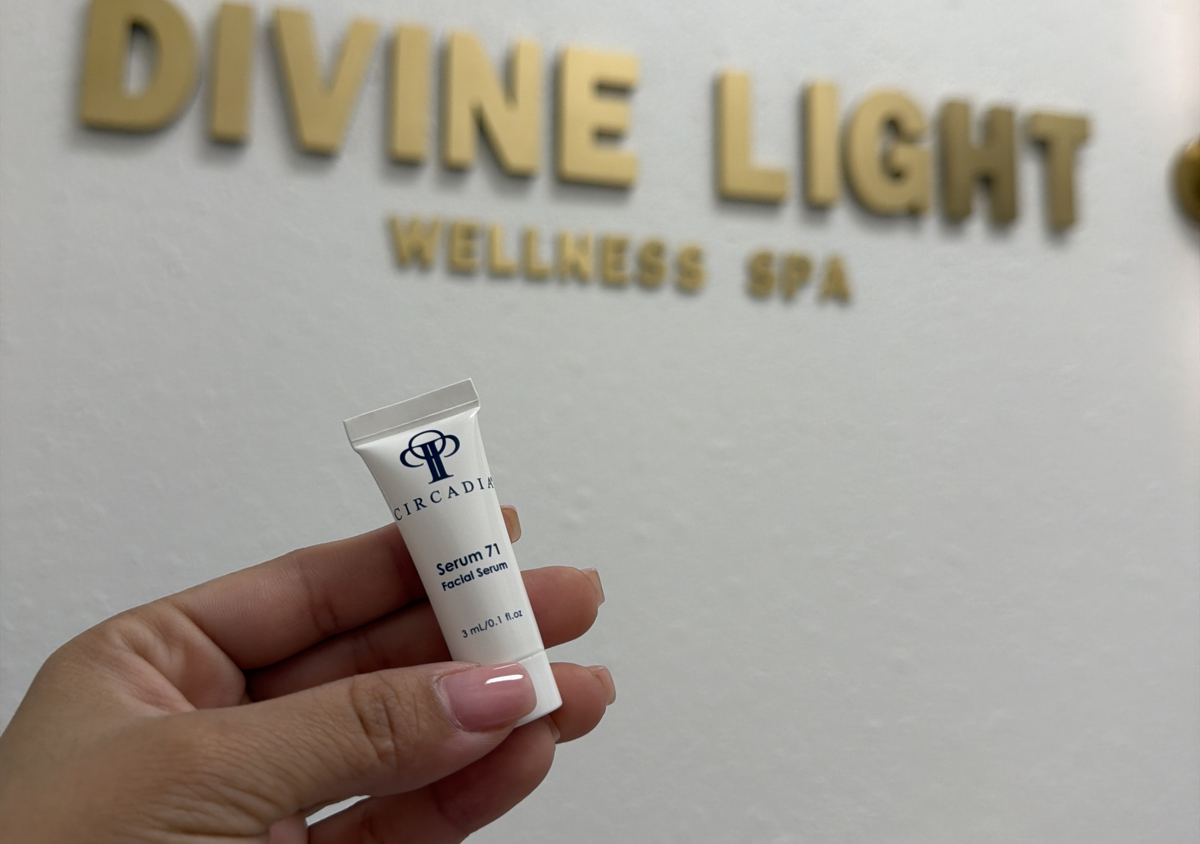 DIVINE LIGHT
WELLNESS SPA
CIRCADIA
Serum 71
Facial Serum
3 mL/0.1 fl.oz